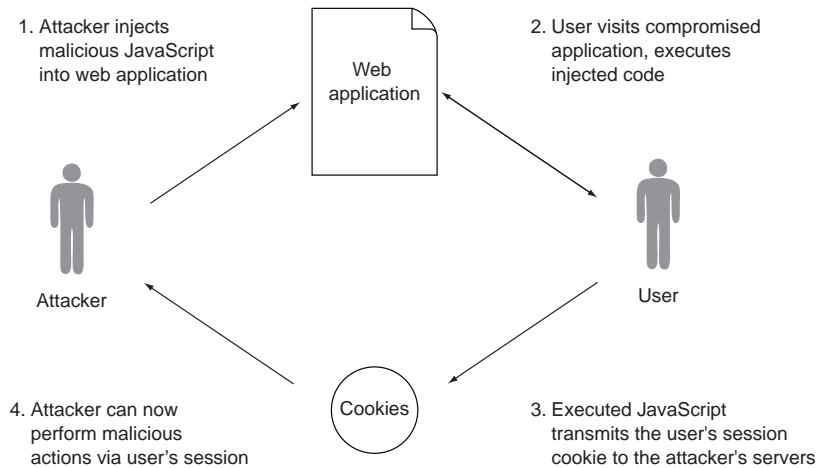 1. Attacker injects
malicious JavaScript
into web application
Web
application
2. User visits compromised
application, executes
injected code
Attacker
User
4. Attacker can now
perform malicious
actions via user’s session
Cookies
3. Executed JavaScript
transmits the user's session
cookie to the attacker's servers